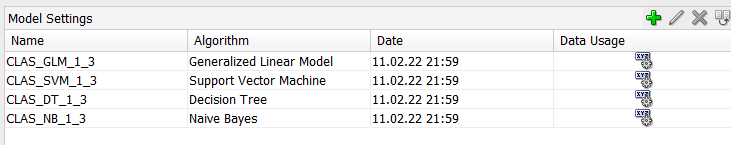 Model Settings
Name Algorithm Date Data Usage
CLAS_GLM_1_3 Generalized Linear Model 11.02.22 21:59
CLAS_SVM_1_3 Support Vector Machine 11.02.22 21:59
CLAS_DT_1_3 Decision Tree 11.02.22 21:59
CLAS_NB_1_3 Naive Bayes 11.02.22 21:59